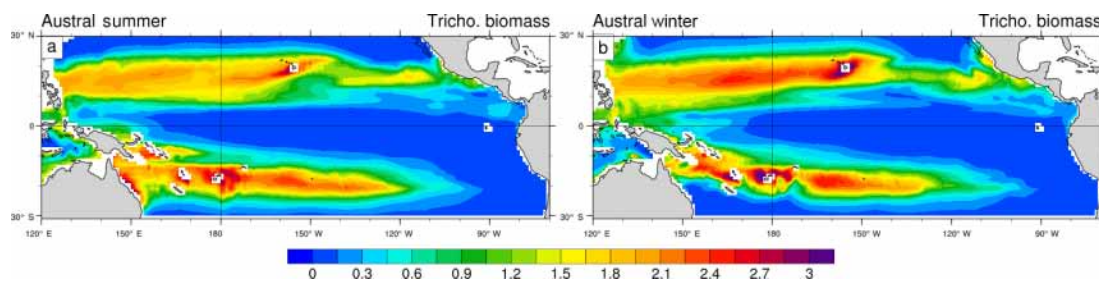 Austral summer Tricho. biomass
Austral winter Tricho. biomass
30° N
a
0
30° S
120° E 150° E 180° 150° W 120° W 90° W
30° N
b
0
30° S
120° E 150° E 180° 150° W 120° W 90° W
0 0.3 0.6 0.9 1.2 1.5 1.8 2.1 2.4 2.7 3